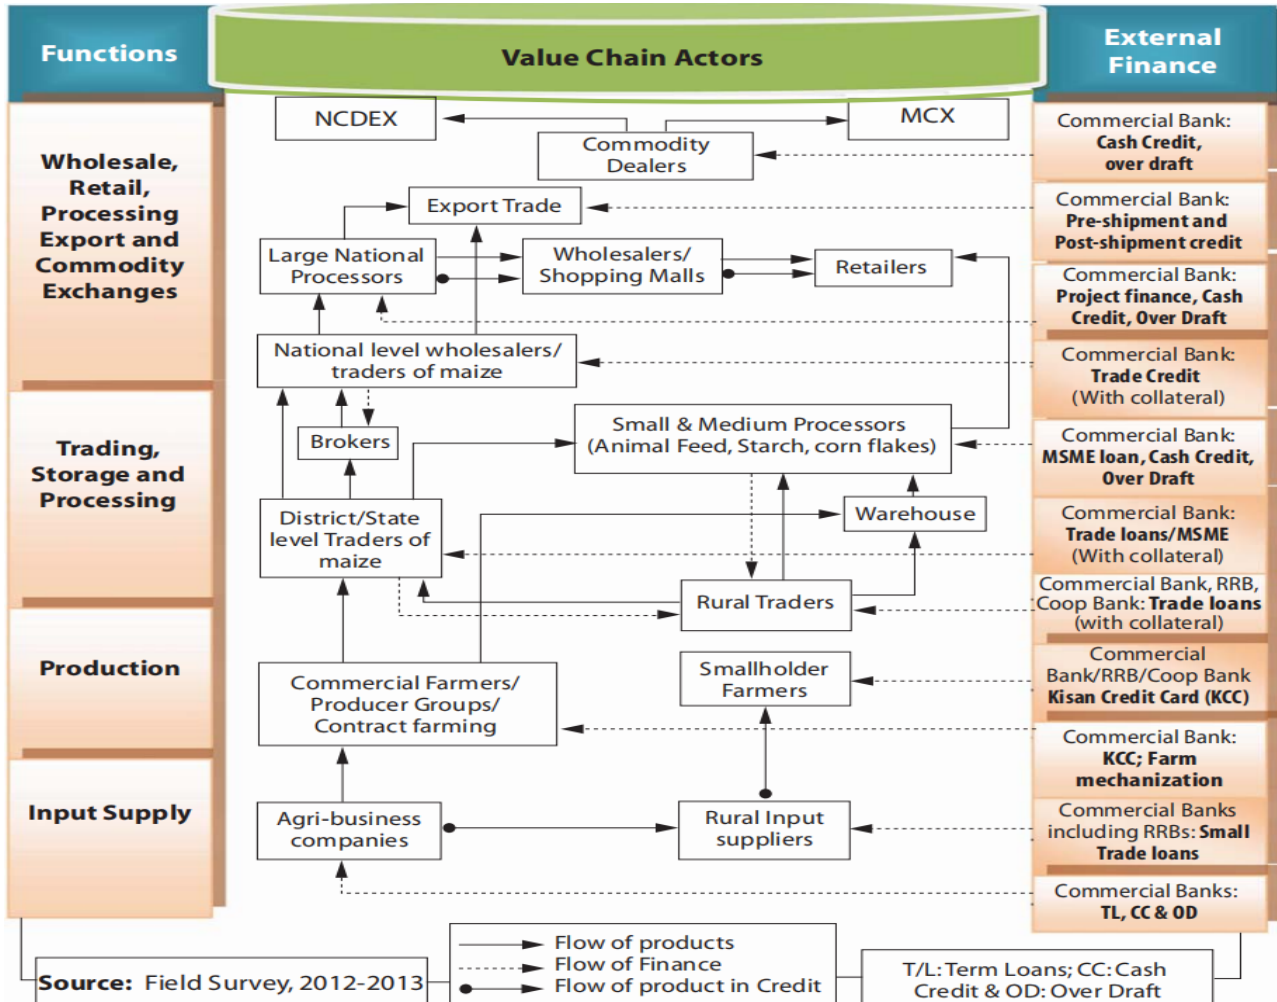 Functions
Value Chain Actors
External
Finance
Wholesale,
Retail,
Processing
Export and
Commodity
Exchanges
Trading,
Storage and
Processing
Production
Input Supply
NCDEX
MCX
Commodity
Dealers
Export Trade
Large National
Processors
Wholesalers/
Shopping Malls
Retailers
National level wholesalers/
traders of maize
Brokers
Small & Medium Processors
(Animal Feed, Starch, corn flakes)
District/State
level Traders of
maize
Warehouse
Rural Traders
Commercial Farmers/
Producer Groups/
Contract farming
Smallholder
Farmers
Agri-business
companies
Rural Input
suppliers
Commercial Bank:
Cash Credit,
over draft
Commercial Bank:
Pre-shipment and
Post-shipment credit
Commercial Bank:
Project finance, Cash
Credit, Over Draft
Commercial Bank:
Trade Credit
(With collateral)
Commercial Bank:
MSME loan, Cash Credit,
Over Draft
Commercial Bank:
Trade loans/MSME
(With collateral)
Commercial Bank, RRB,
Coop Bank: Trade loans
(with collateral)
Commercial
Bank/RRB/Coop Bank
Kisan Credit Card (KCC)
Commercial Bank:
KCC; Farm
mechanization
Commercial Banks
including RRBs: Small
Trade loans
Commercial Banks:
TL, CC & OD
Source: Field Survey, 2012-2013
Flow of products
Flow of Finance
Flow of product in Credit
T/L: Term Loans; CC: Cash
Credit & OD: Over Draft